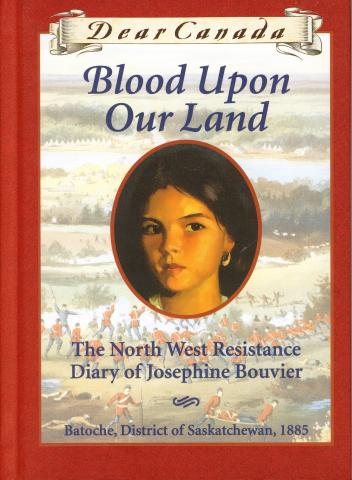 Dear Canada
Blood Upon
Our Land
The North West Resistance
Diary of Josephine Bouvier
Batoche, District of Saskatchewan, 1885